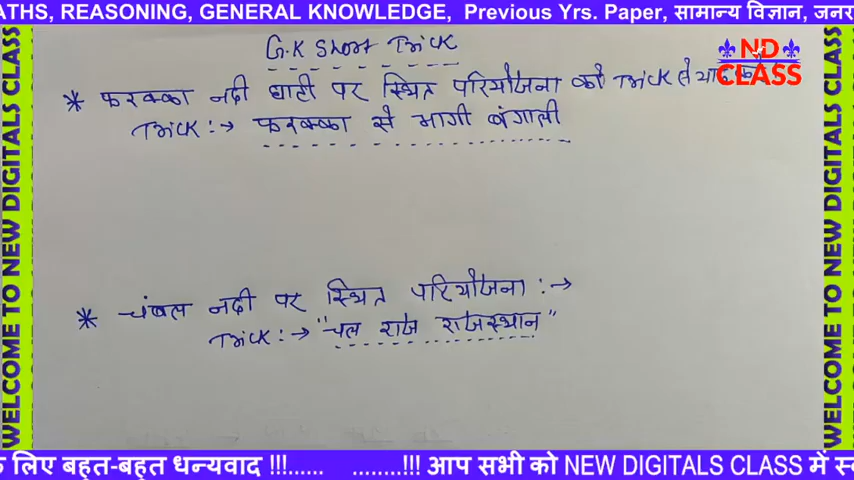 ATHS, REASONING, GENERAL KNOWLEDGE, Previous Yrs. Paper, सामान्य विज्ञान, जनर
ND
CLASS
G.K Short Trick
* फरक्का नदी घाटी पर स्थित परियोजना को Trick से
Trick :→ फरक्का से भागी बंगाली
* चंबल नदी पर स्थित परियोजना :→
Trick :→ "चल राज राजस्थान"
WELCOME TO NEW DIGITALS CLASS
WELCOME TO NEW DIGITALS CLASS
के लिए बहुत-बहुत धन्यवाद !!!...... ........!!! आप सभी को NEW DIGITALS CLASS में स्व